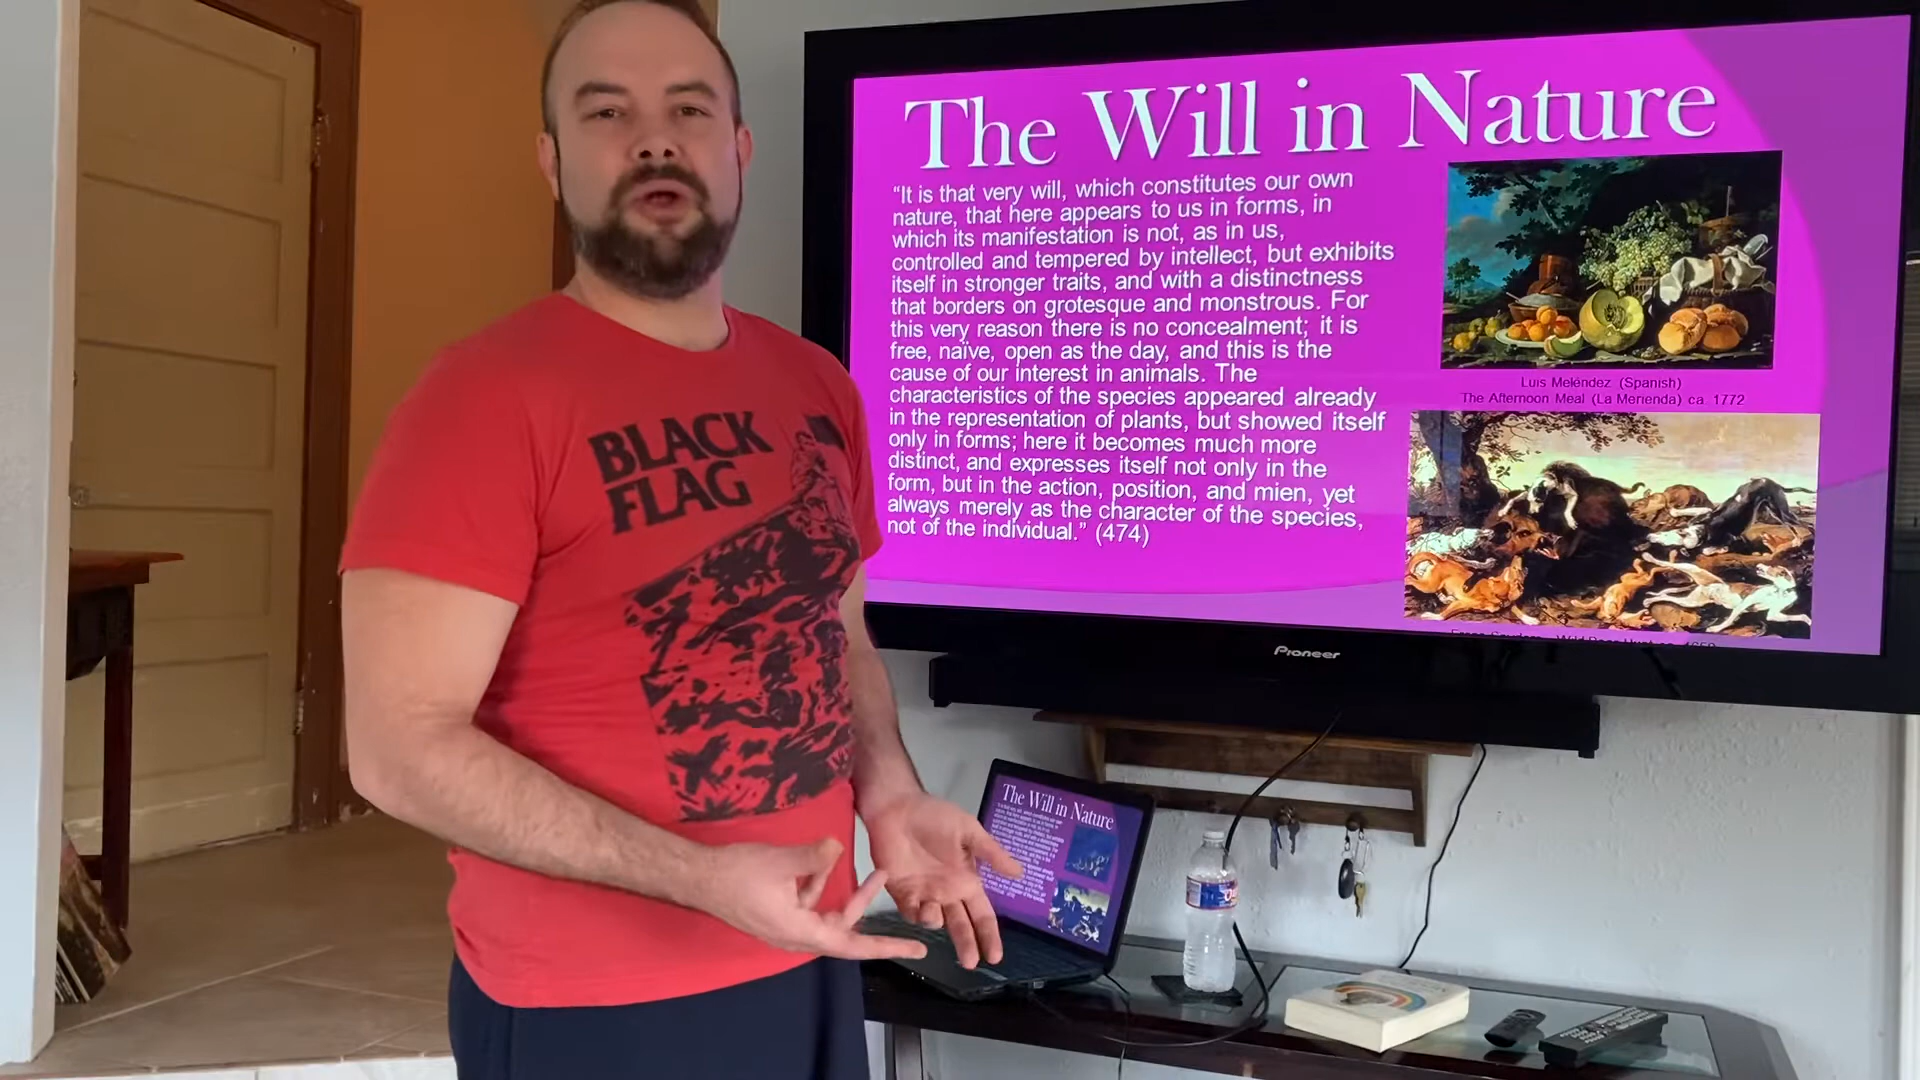 The Will in Nature
“It is that very will, which constitutes our own
nature, that here appears to us in forms, in
which its manifestation is not, as in us,
controlled and tempered by intellect, but exhibits
itself in stronger traits, and with a distinctness
that borders on grotesque and monstrous. For
this very reason there is no concealment; it is
free, naïve, open as the day, and this is the
cause of our interest in animals. The
characteristics of the species appeared already
in the representation of plants, but showed itself
only in forms; here it becomes much more
distinct, and expresses itself not only in the
form, but in the action, position, and mien, yet
always merely as the character of the species,
not of the individual.” (474)
Luis Meléndez (Spanish)
The Afternoon Meal (La Merienda) ca. 1772
Pioneer
BLACK
FLAG
The Will in Nature